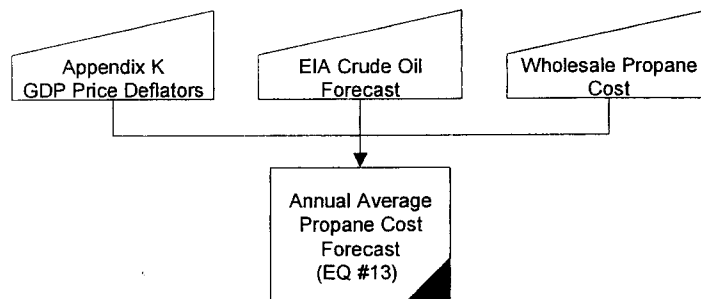 Appendix K
GDP Price Deflators
EIA Crude Oil
Forecast
Wholesale Propane
Cost
Annual Average
Propane Cost
Forecast
(EQ #13)